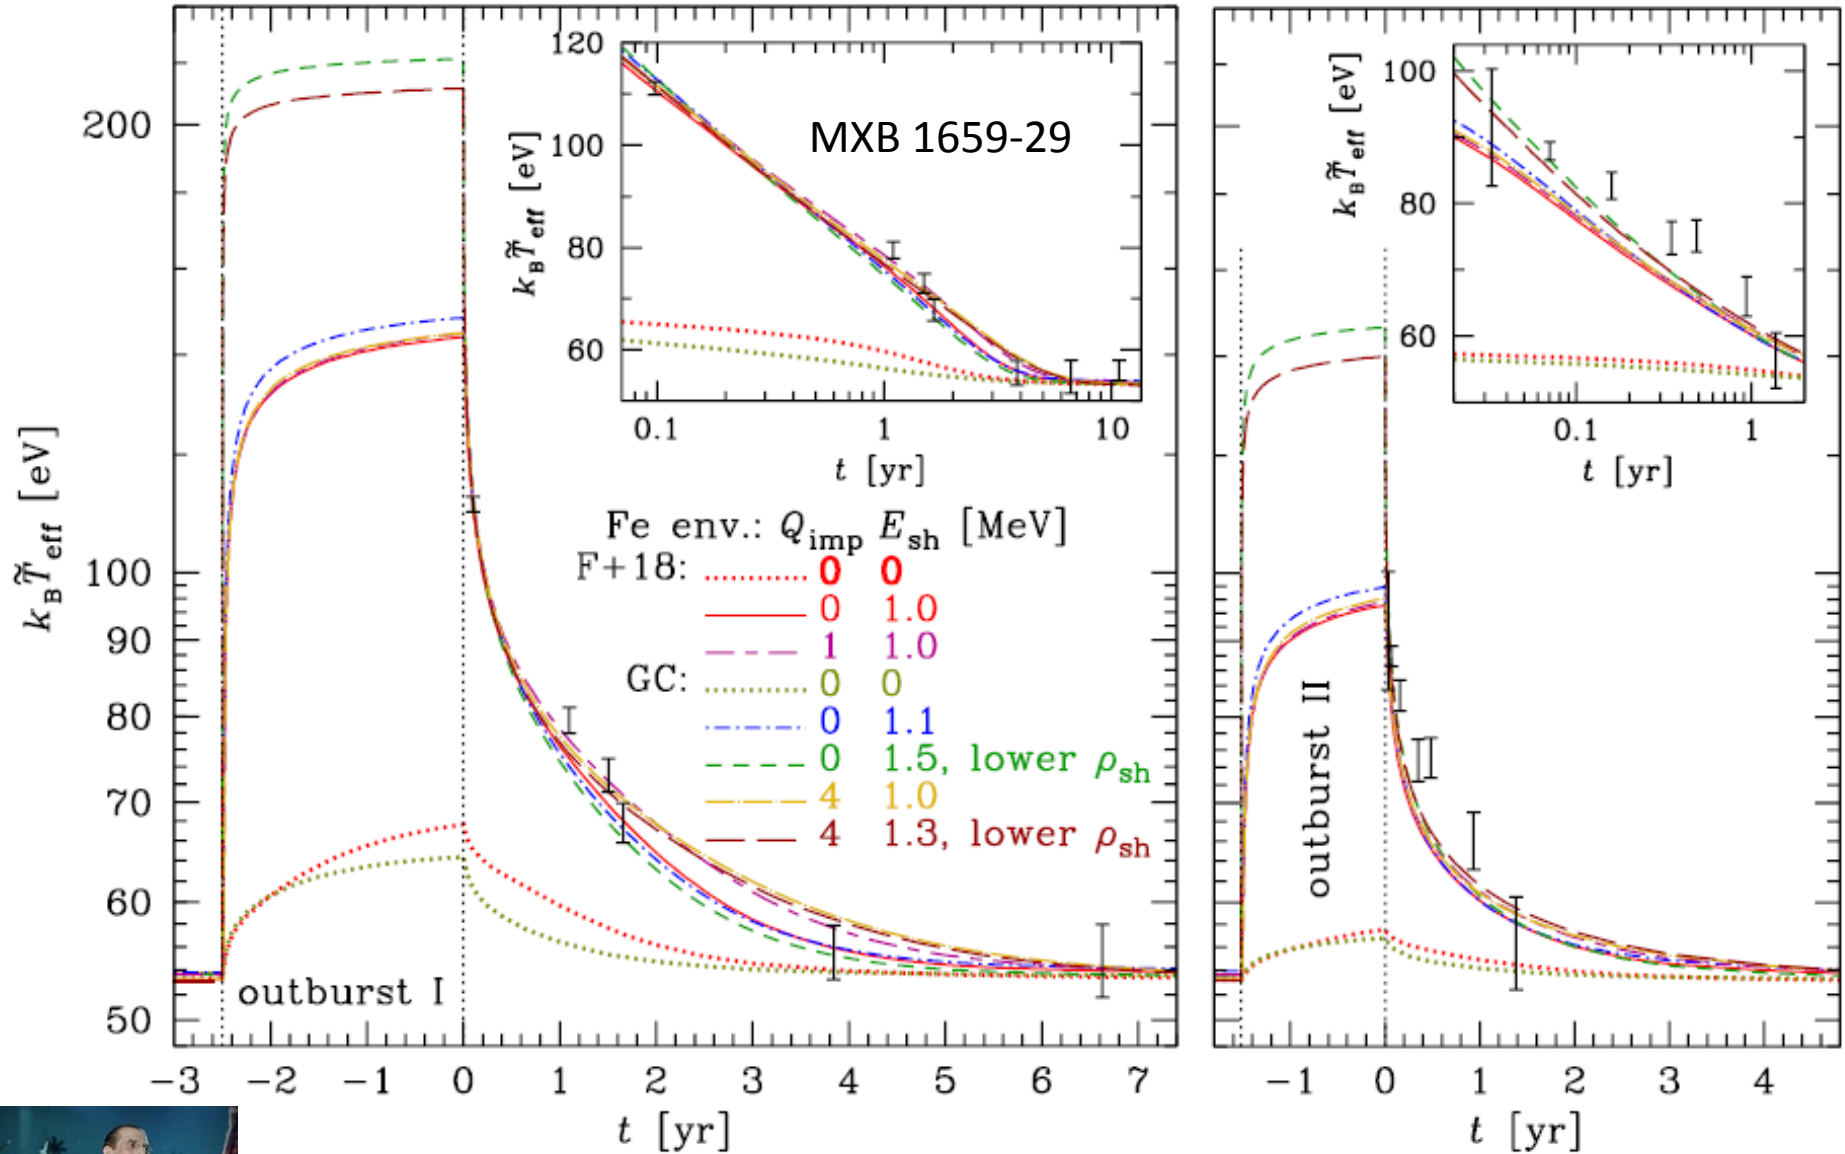 120
100
80
60
k_B T̃_eff [eV]
MXB 1659-29
0.1 1 10
t [yr]
Fe env.: Q_imp E_sh [MeV]
F+18: 0 0
0 1.0
1 1.0
GC: 0 0
0 1.1
0 1.5, lower ρ_sh
4 1.0
4 1.3, lower ρ_sh
200
100
90
80
70
60
50
k_B T̃_eff [eV]
outburst I
−3 −2 −1 0 1 2 3 4 5 6 7
t [yr]
100
80
60
k_B T̃_eff [eV]
0.1 1
t [yr]
outburst II
−1 0 1 2 3 4
t [yr]